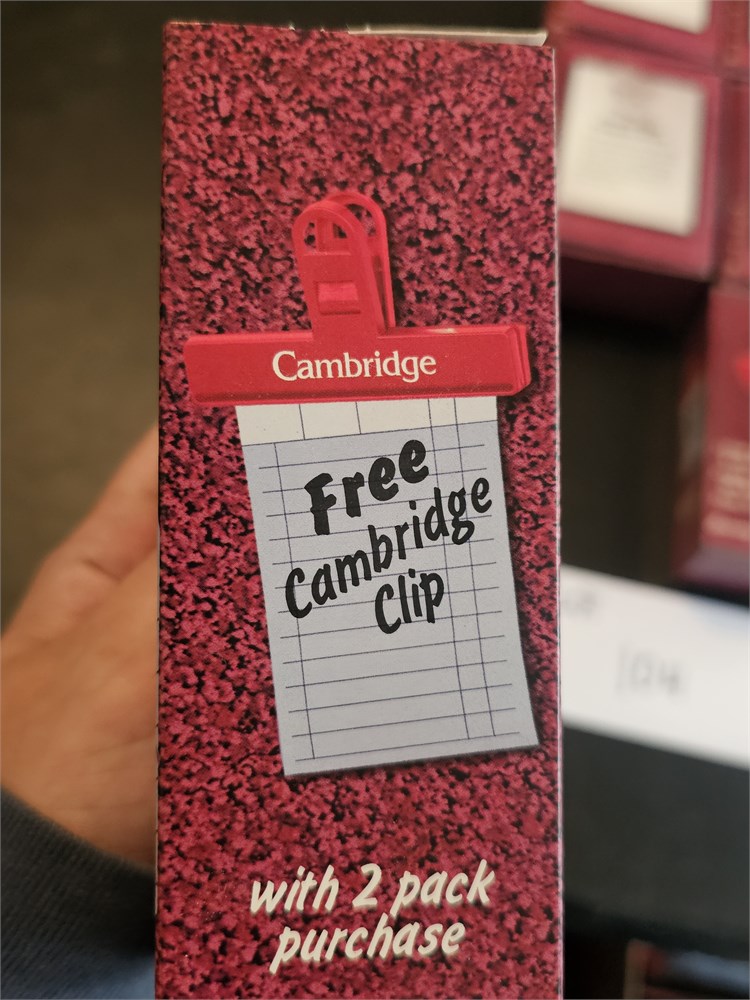 Cambridge
Free
Cambridge
Clip
with 2 pack
purchase